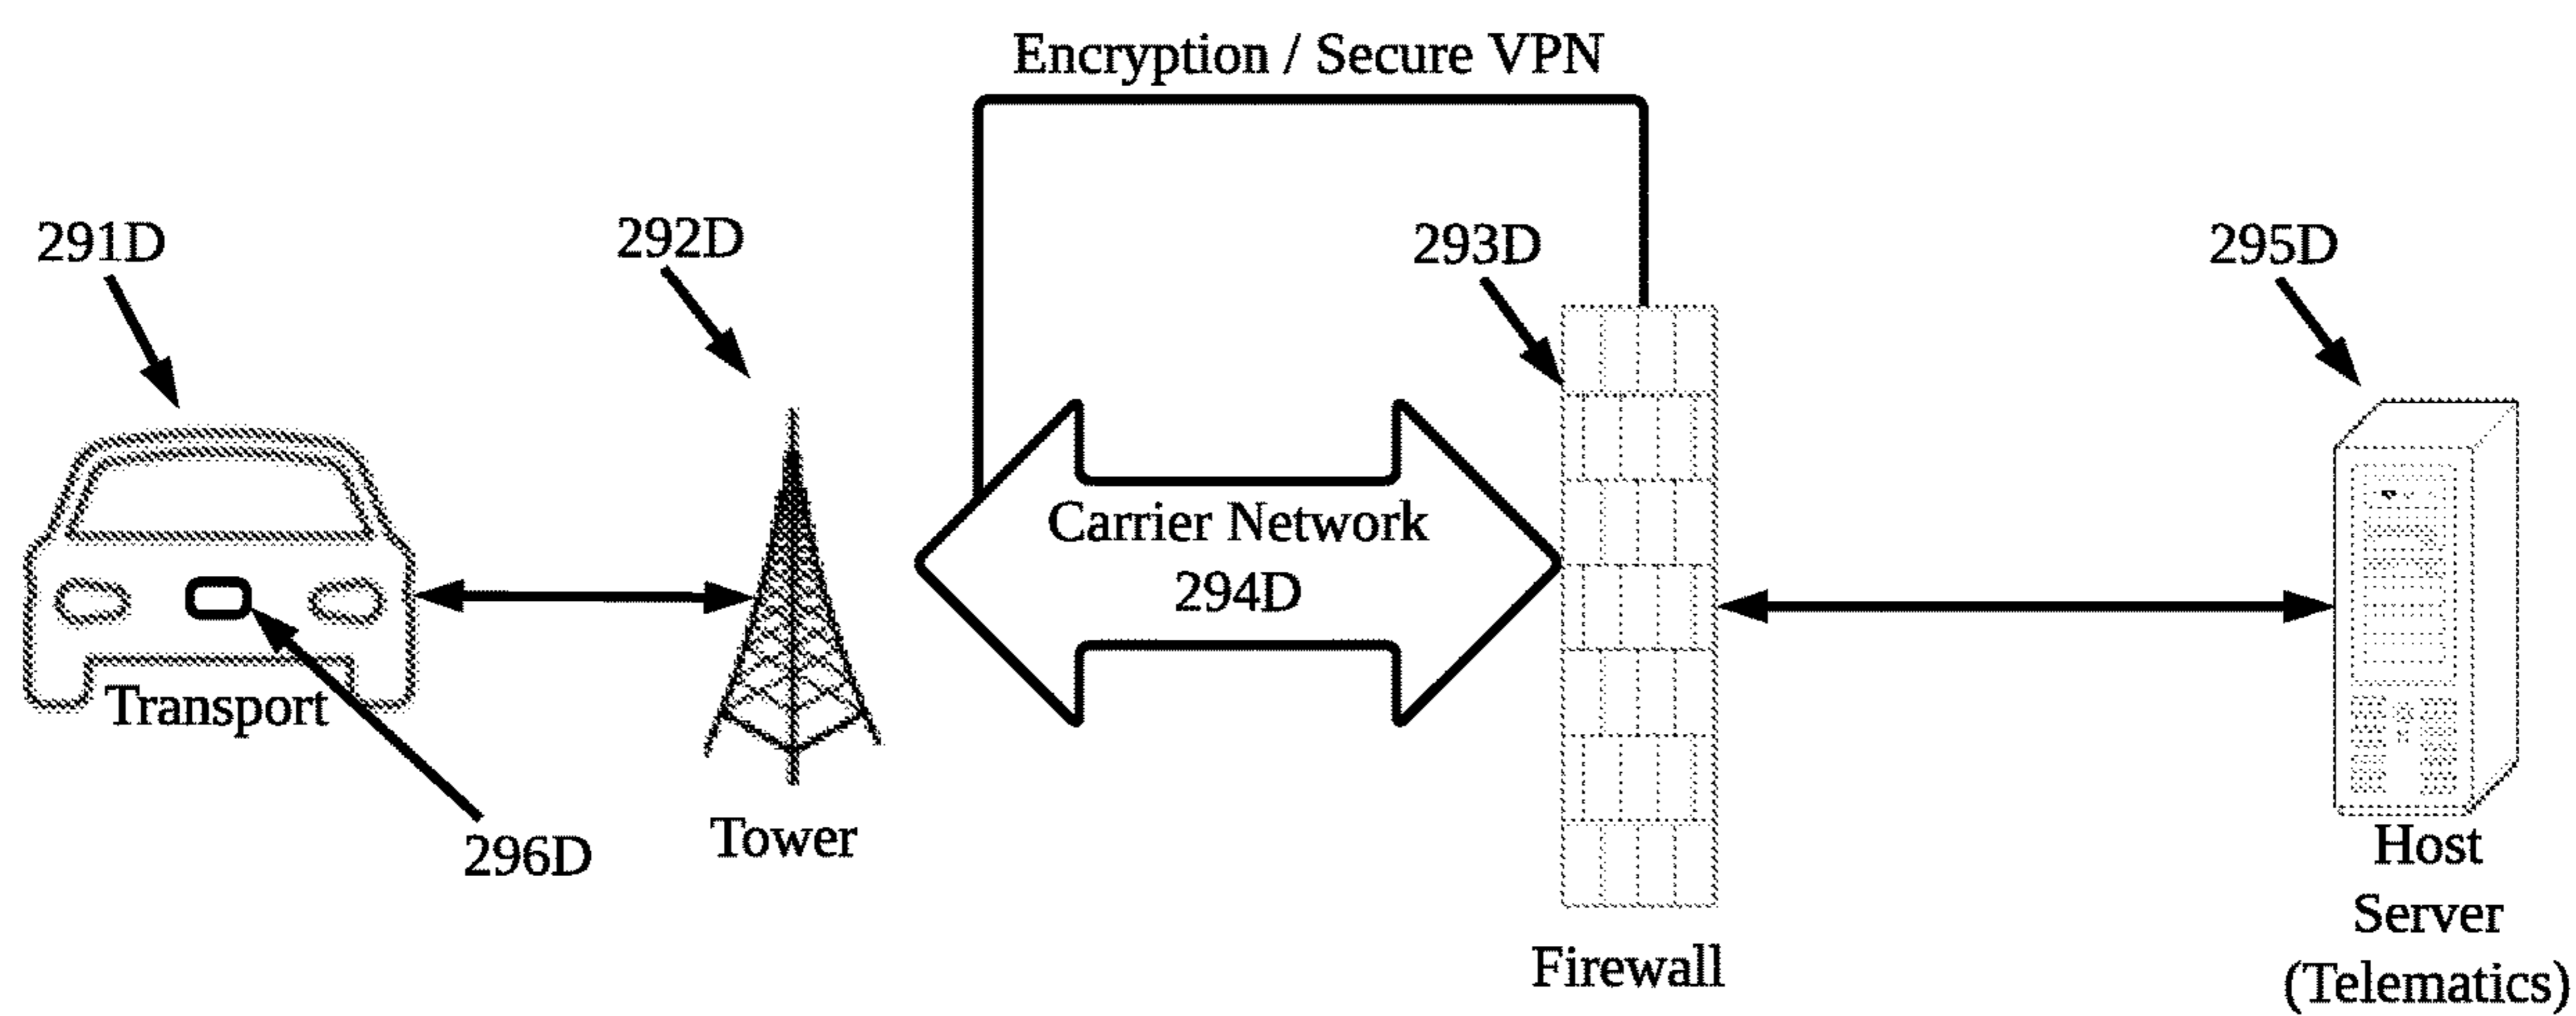 Encryption / Secure VPN
291D
292D
293D
295D
Carrier Network
294D
Transport
296D
Tower
Firewall
Host
Server
(Telematics)